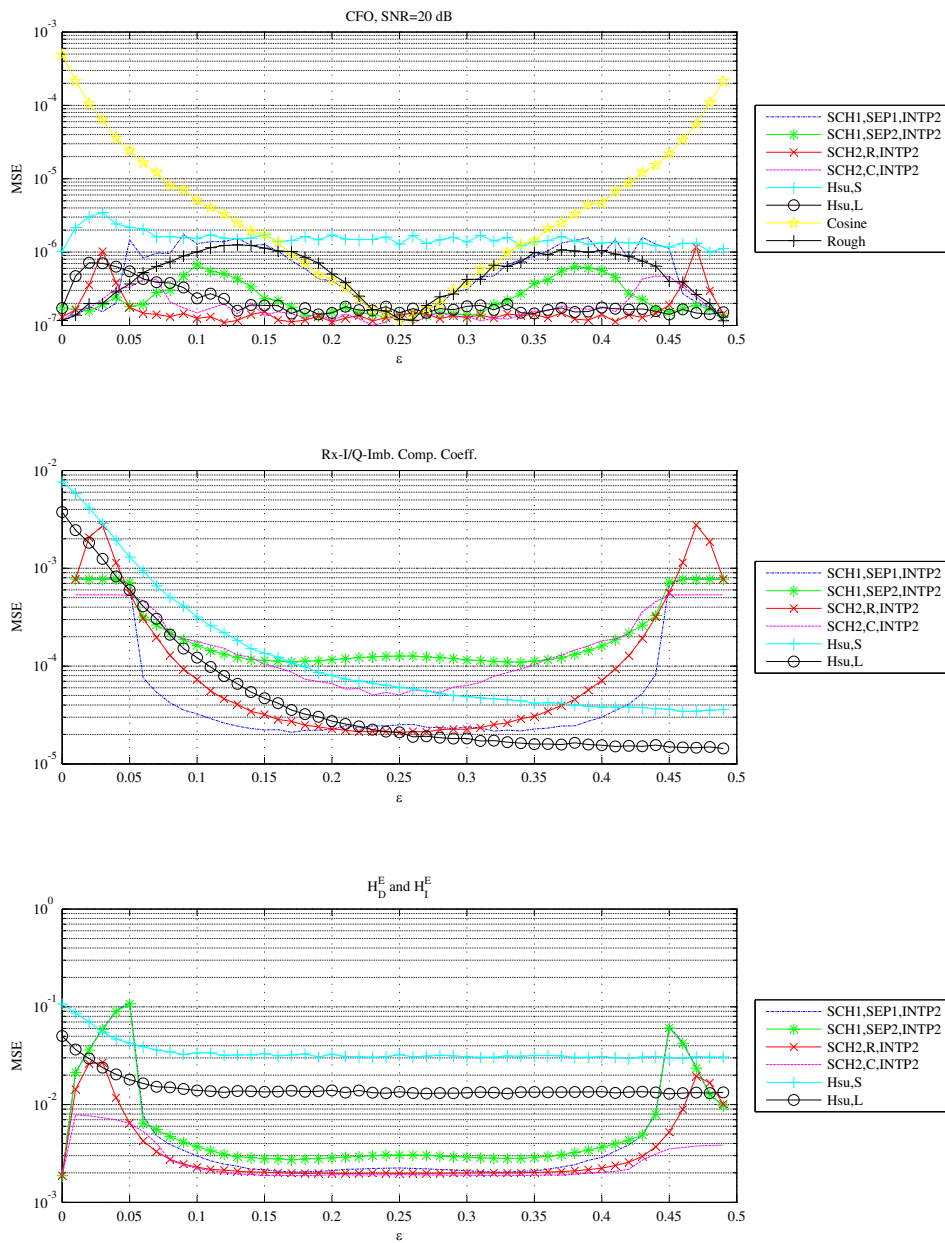 CFO, SNR=20 dB
10^-3
10^-4
10^-5
10^-6
10^-7
MSE
0 0.05 0.1 0.15 0.2 0.25 0.3 0.35 0.4 0.45 0.5
ε
SCH1,SEP1,INTP2
SCH1,SEP2,INTP2
SCH2,R,INTP2
SCH2,C,INTP2
Hsu,S
Hsu,L
Cosine
Rough
Rx-I/Q-Imb. Comp. Coeff.
10^-2
10^-3
10^-4
10^-5
MSE
0 0.05 0.1 0.15 0.2 0.25 0.3 0.35 0.4 0.45 0.5
ε
SCH1,SEP1,INTP2
SCH1,SEP2,INTP2
SCH2,R,INTP2
SCH2,C,INTP2
Hsu,S
Hsu,L
H_D^E and H_I^E
10^0
10^-1
10^-2
10^-3
MSE
0 0.05 0.1 0.15 0.2 0.25 0.3 0.35 0.4 0.45 0.5
ε
SCH1,SEP1,INTP2
SCH1,SEP2,INTP2
SCH2,R,INTP2
SCH2,C,INTP2
Hsu,S
Hsu,L